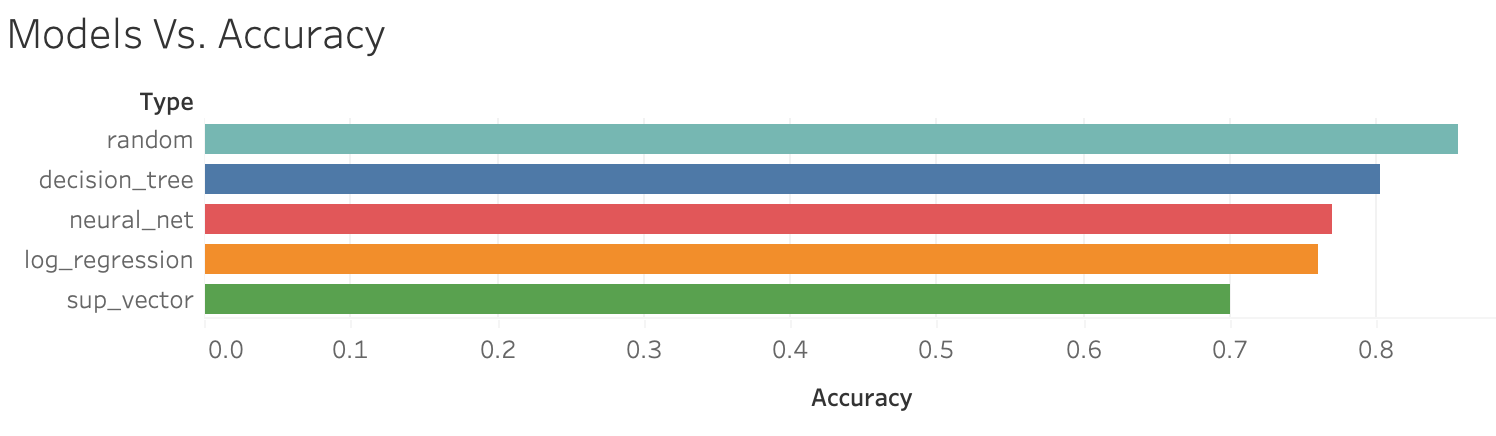 Models Vs. Accuracy
Type
random
decision_tree
neural_net
log_regression
sup_vector
0.0 0.1 0.2 0.3 0.4 0.5 0.6 0.7 0.8
Accuracy